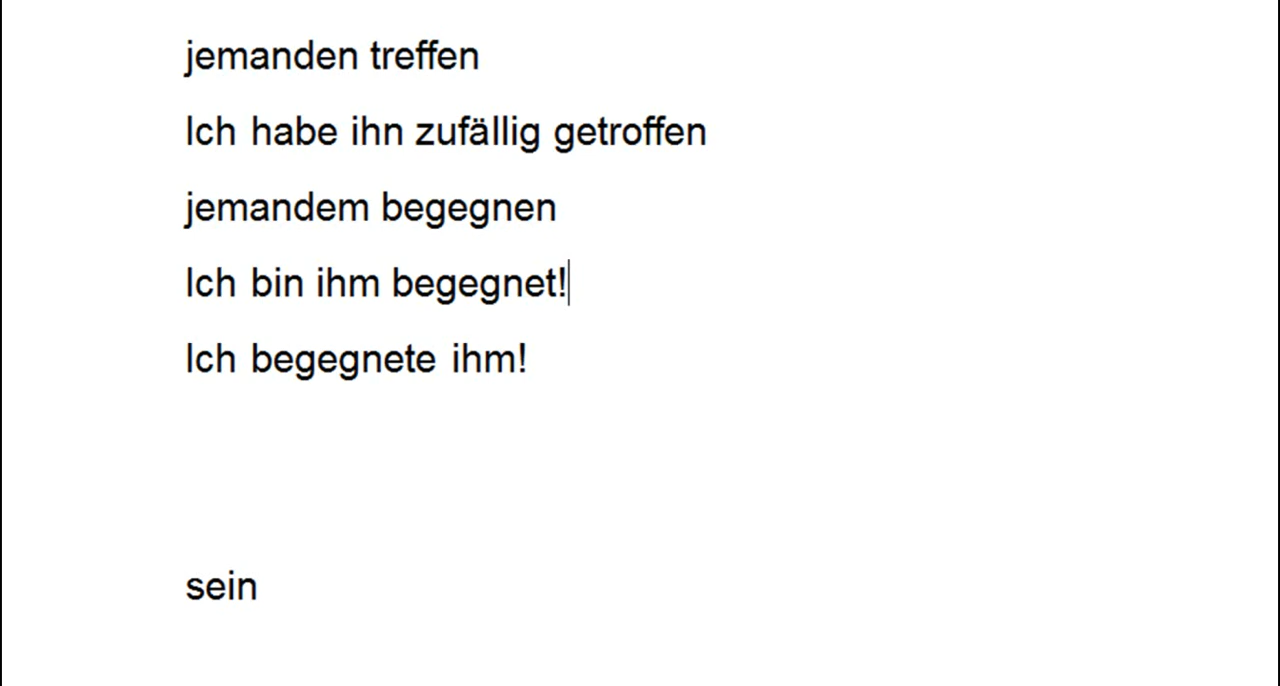 jemanden treffen
Ich habe ihn zufällig getroffen
jemandem begegnen
Ich bin ihm begegnet!
Ich begegnete ihm!
sein